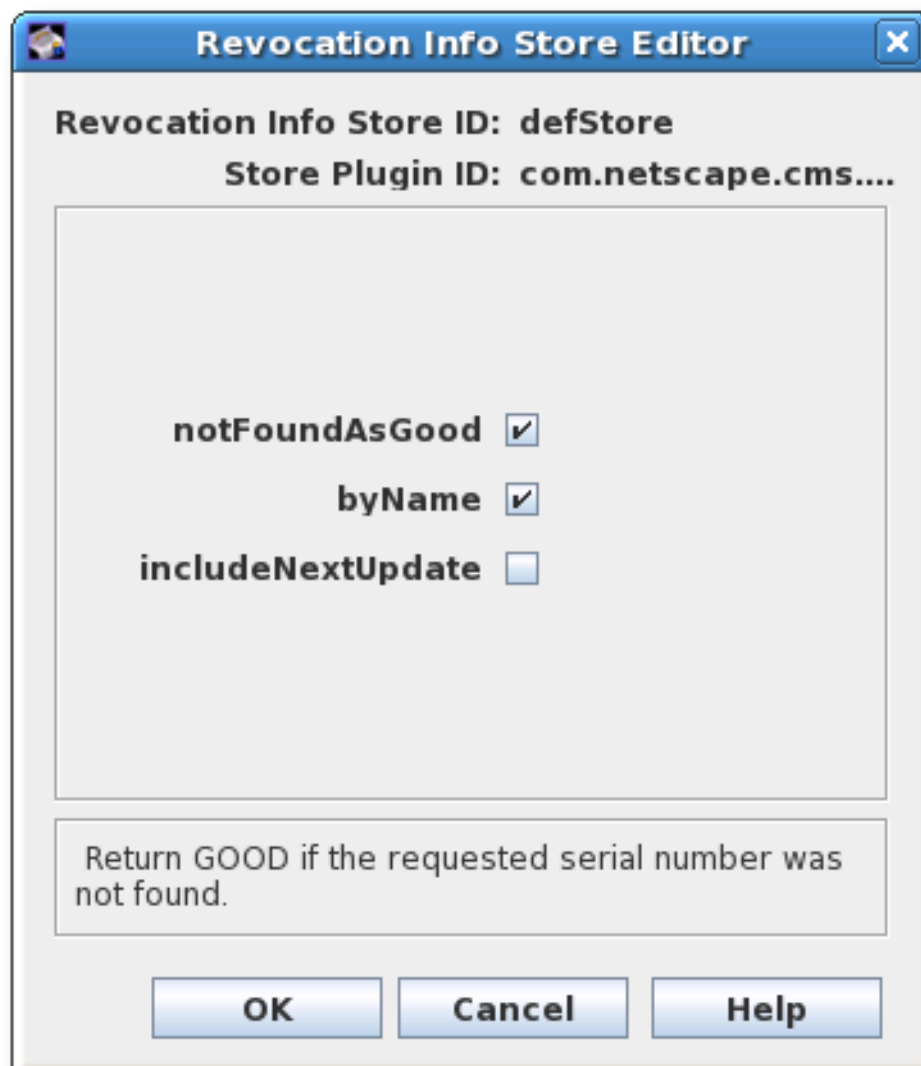 Revocation Info Store Editor
Revocation Info Store ID: defStore
Store Plugin ID: com.netscape.cms....
notFoundAsGood
byName
includeNextUpdate
Return GOOD if the requested serial number was
not found.
OK Cancel Help